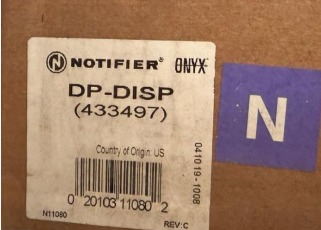 NOTIFIER® ONYX
DP-DISP
(433497)
Country of Origin: US
041019-1008
0 20103 11080 2
N11080
REV:C
N